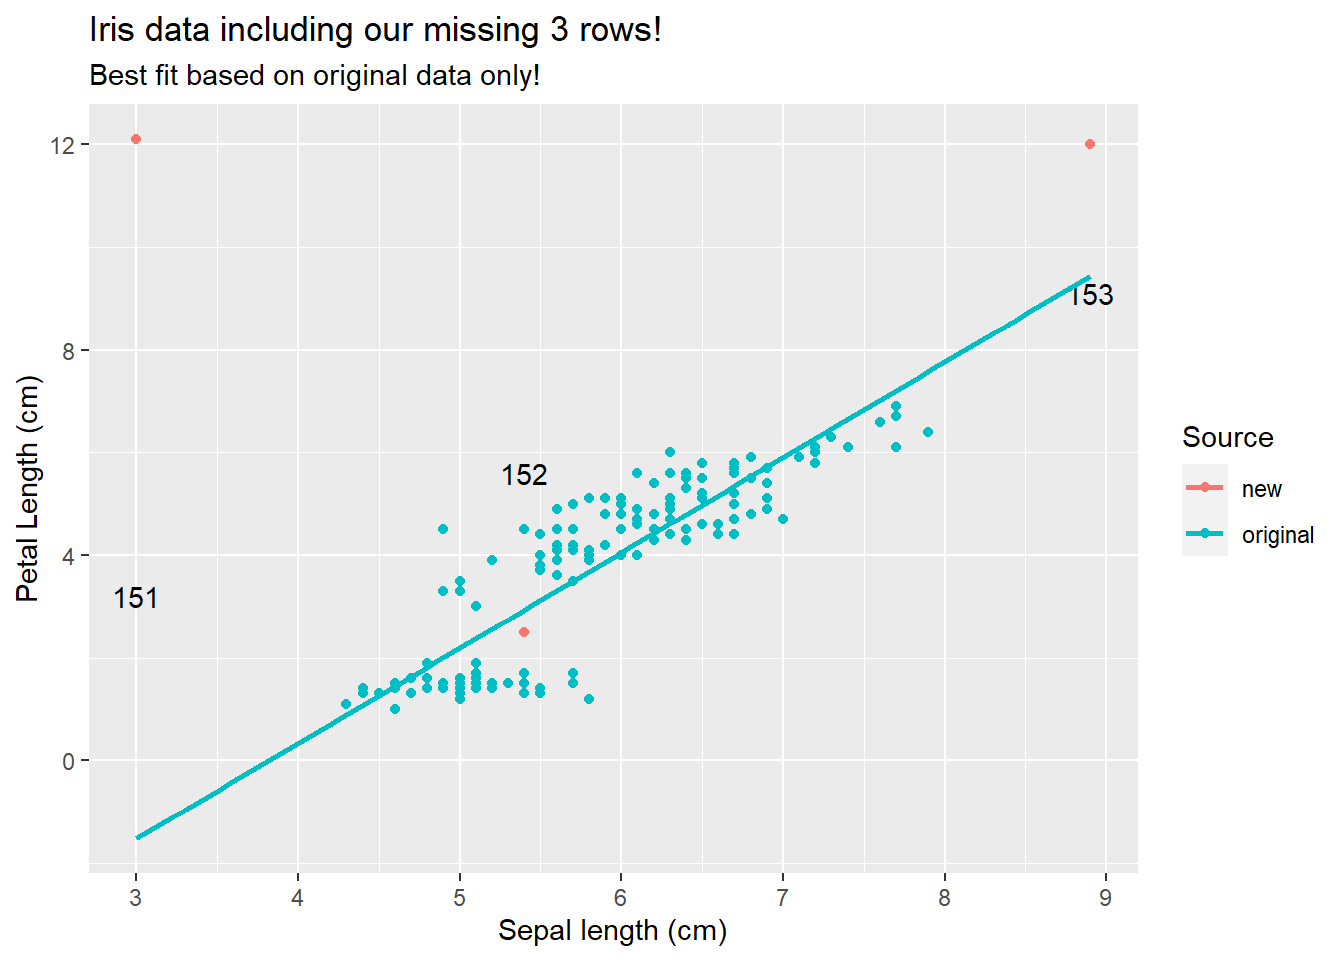 Iris data including our missing 3 rows!
Best fit based on original data only!
12
8
4
0
Petal Length (cm)
151
152
153
3 4 5 6 7 8 9
Sepal length (cm)
Source
new
original